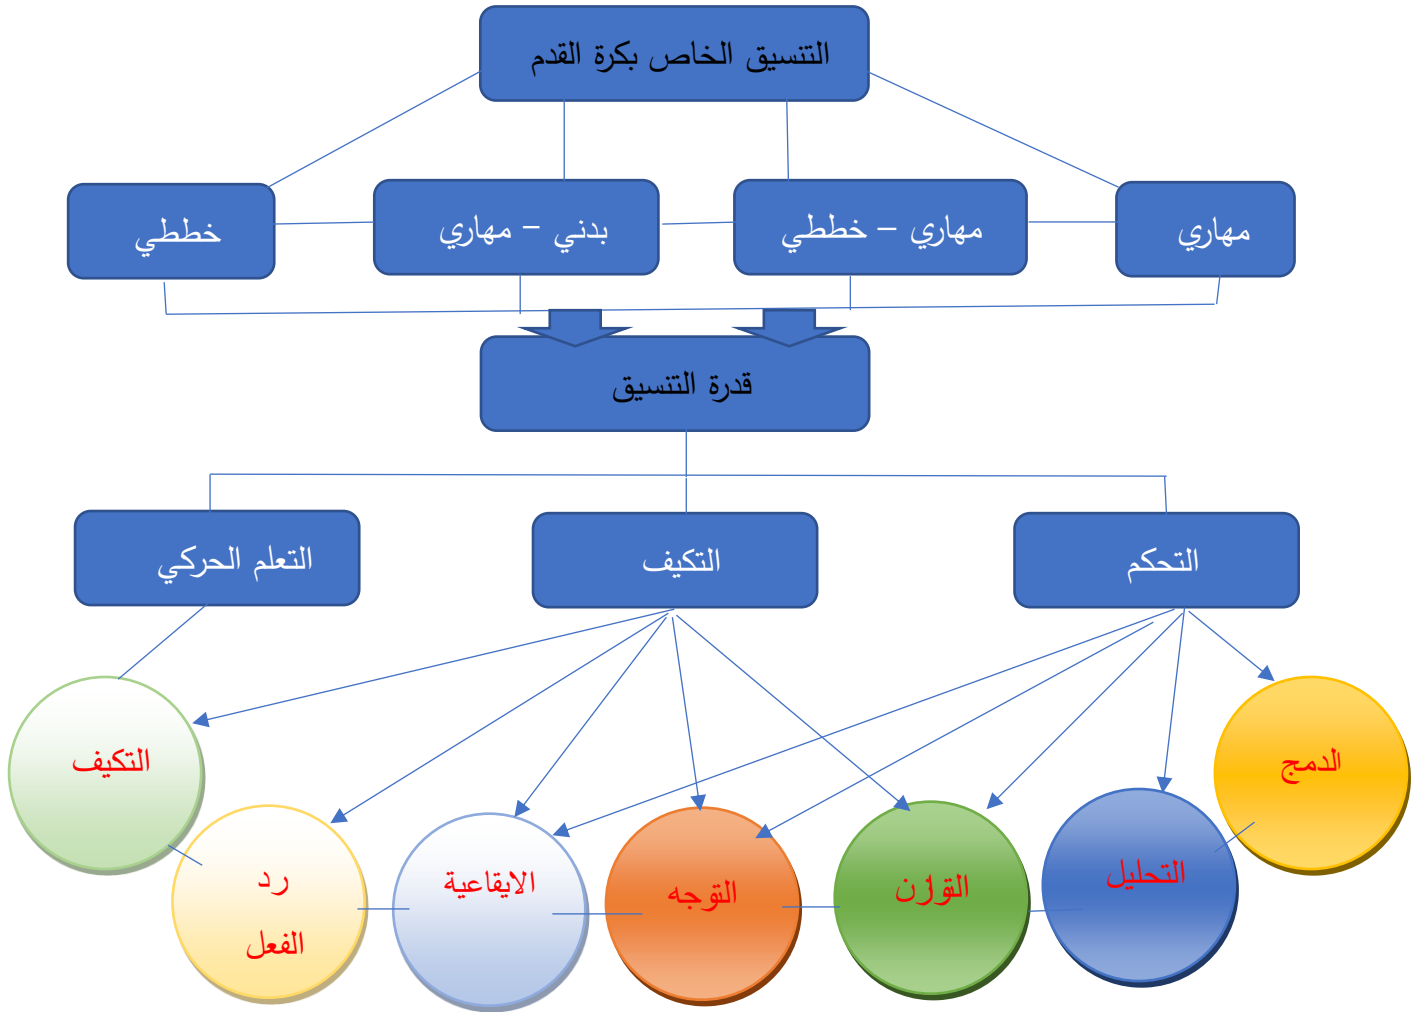 التنسيق الخاص بكرة القدم
مهاري
مهاري – خططي
بدني – مهاري
خططي
قدرة التنسيق
التحكم
التكيف
التعلم الحركي
الدمج
التحليل
التوازن
التوجه
الايقاعية
رد
الفعل
التكيف